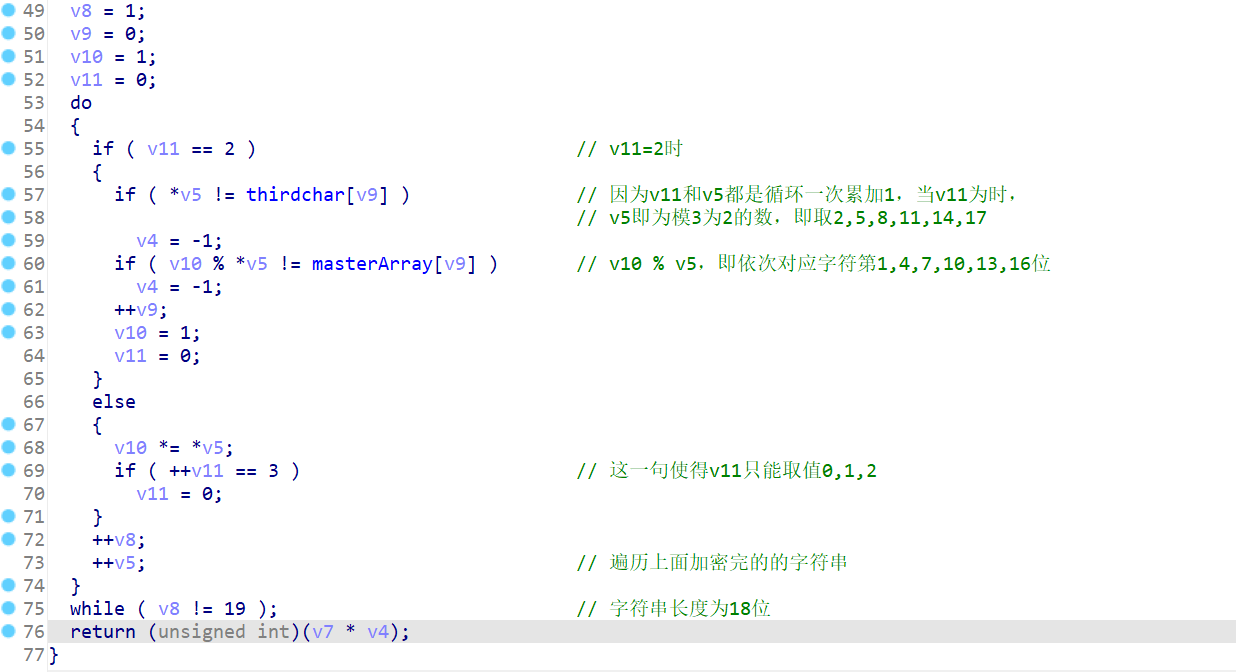 49 v8 = 1;
50 v9 = 0;
51 v10 = 1;
52 v11 = 0;
53 do
54 {
55 if ( v11 == 2 ) // v11=2时
56 {
57 if ( *v5 != thirdchar[v9] ) // 因为v11和v5都是循环一次累加1，当v11为时，
58 // v5即为模3为2的数，即取2,5,8,11,14,17
59 v4 = -1;
60 if ( v10 % *v5 != masterArray[v9] ) // v10 % v5，即依次对应字符第1,4,7,10,13,16位
61 v4 = -1;
62 ++v9;
63 v10 = 1;
64 v11 = 0;
65 }
66 else
67 {
68 v10 *= *v5;
69 if ( ++v11 == 3 ) // 这一句使得v11只能取值0,1,2
70 v11 = 0;
71 }
72 ++v8;
73 ++v5; // 遍历上面加密完的的字符串
74 }
75 while ( v8 != 19 ); // 字符串长度为18位
76 return (unsigned int)(v7 * v4);
77 }